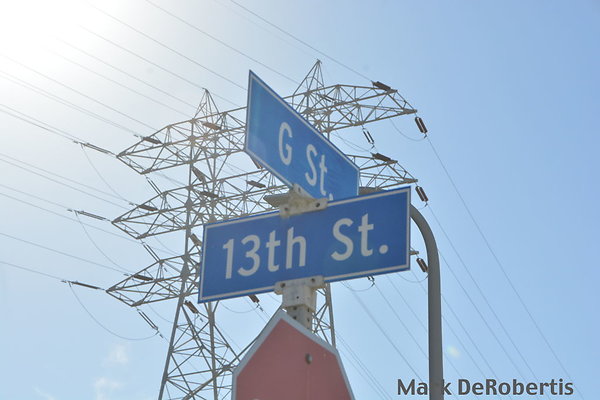 G St.
13th St.
Mark DeRobertis